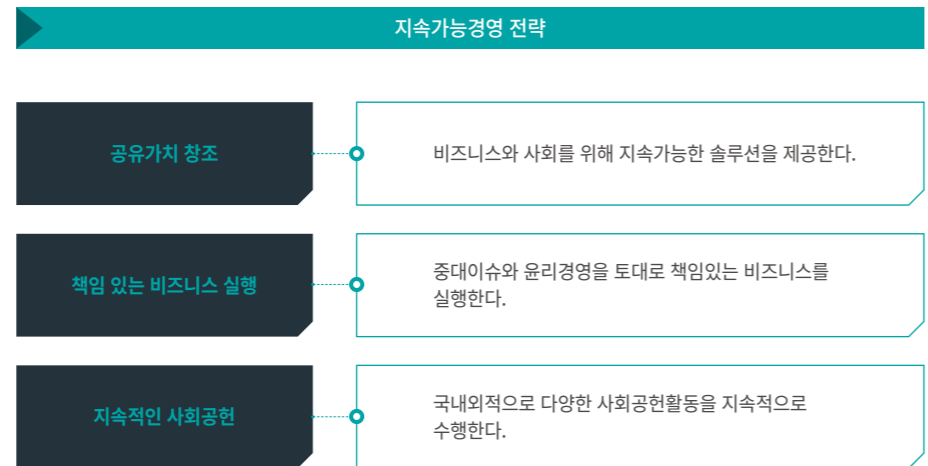 지속가능경영 전략
공유가치 창조
비즈니스와 사회를 위해 지속가능한 솔루션을 제공한다.
책임 있는 비즈니스 실행
중대이슈와 윤리경영을 토대로 책임있는 비즈니스를
실행한다.
지속적인 사회공헌
국내외적으로 다양한 사회공헌활동을 지속적으로
수행한다.